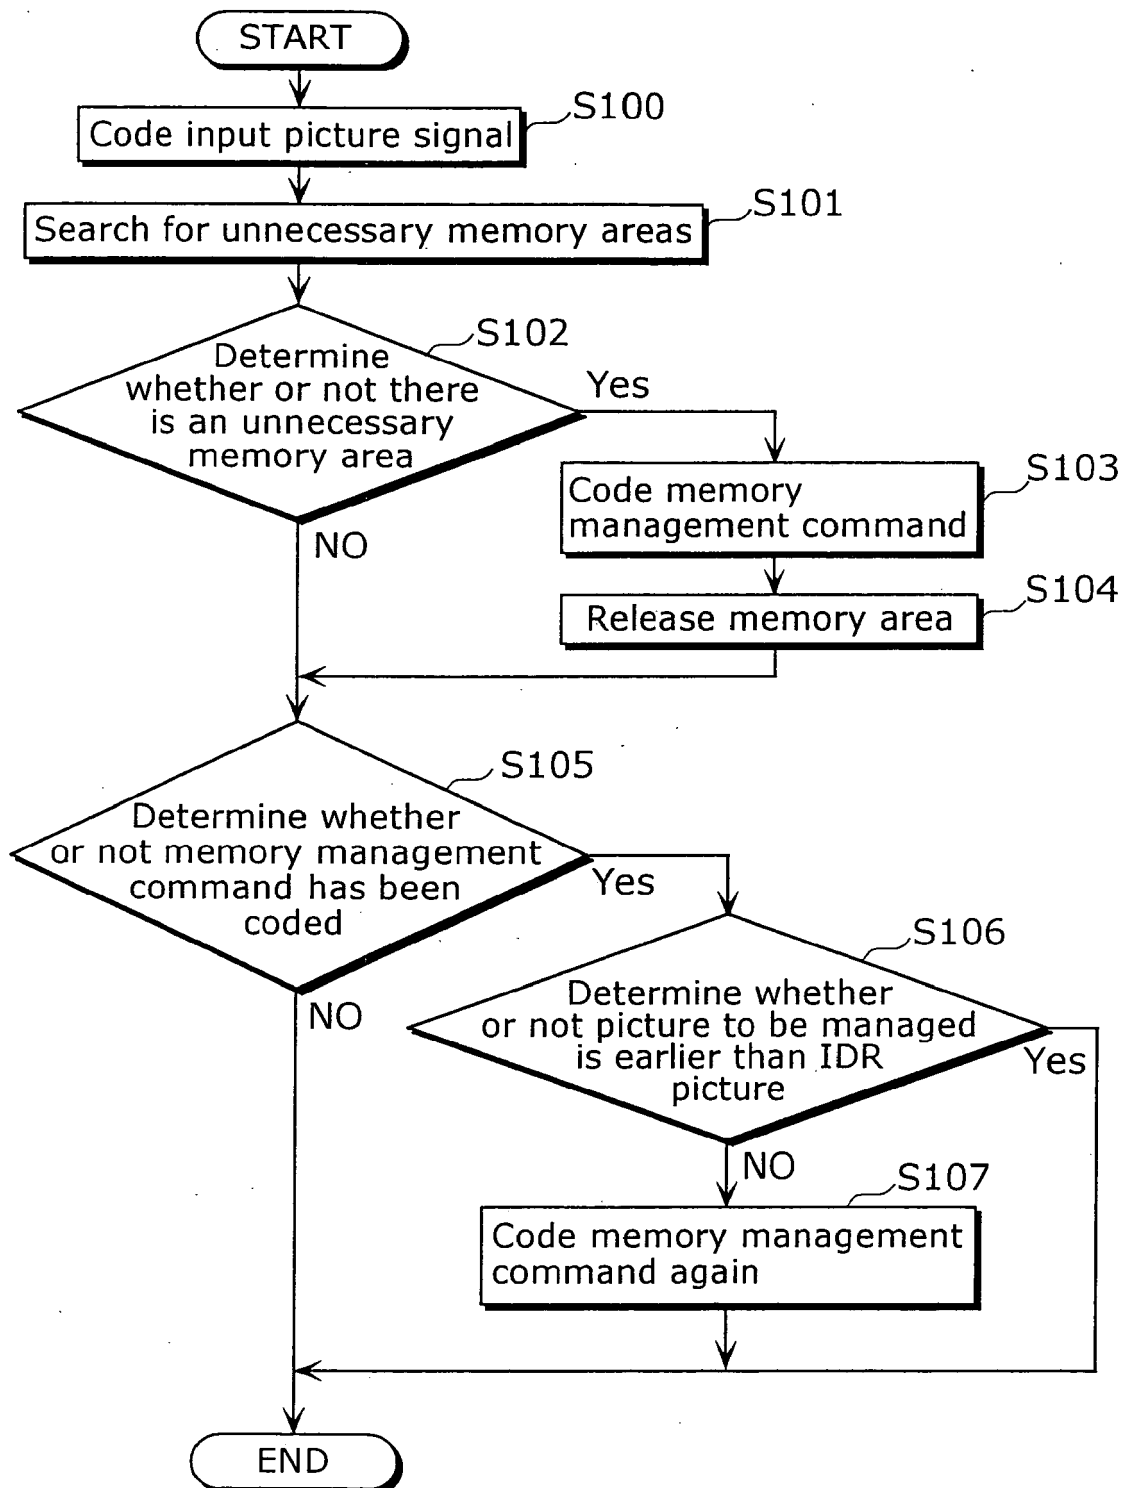 START
S100
Code input picture signal
S101
Search for unnecessary memory areas
S102
Determine
whether or not there
is an unnecessary
memory area
Yes
NO
S103
Code memory
management command
S104
Release memory area
S105
Determine whether
or not memory management
command has been
coded
Yes
NO
S106
Determine whether
or not picture to be managed
is earlier than IDR
picture
Yes
NO
S107
Code memory management
command again
END